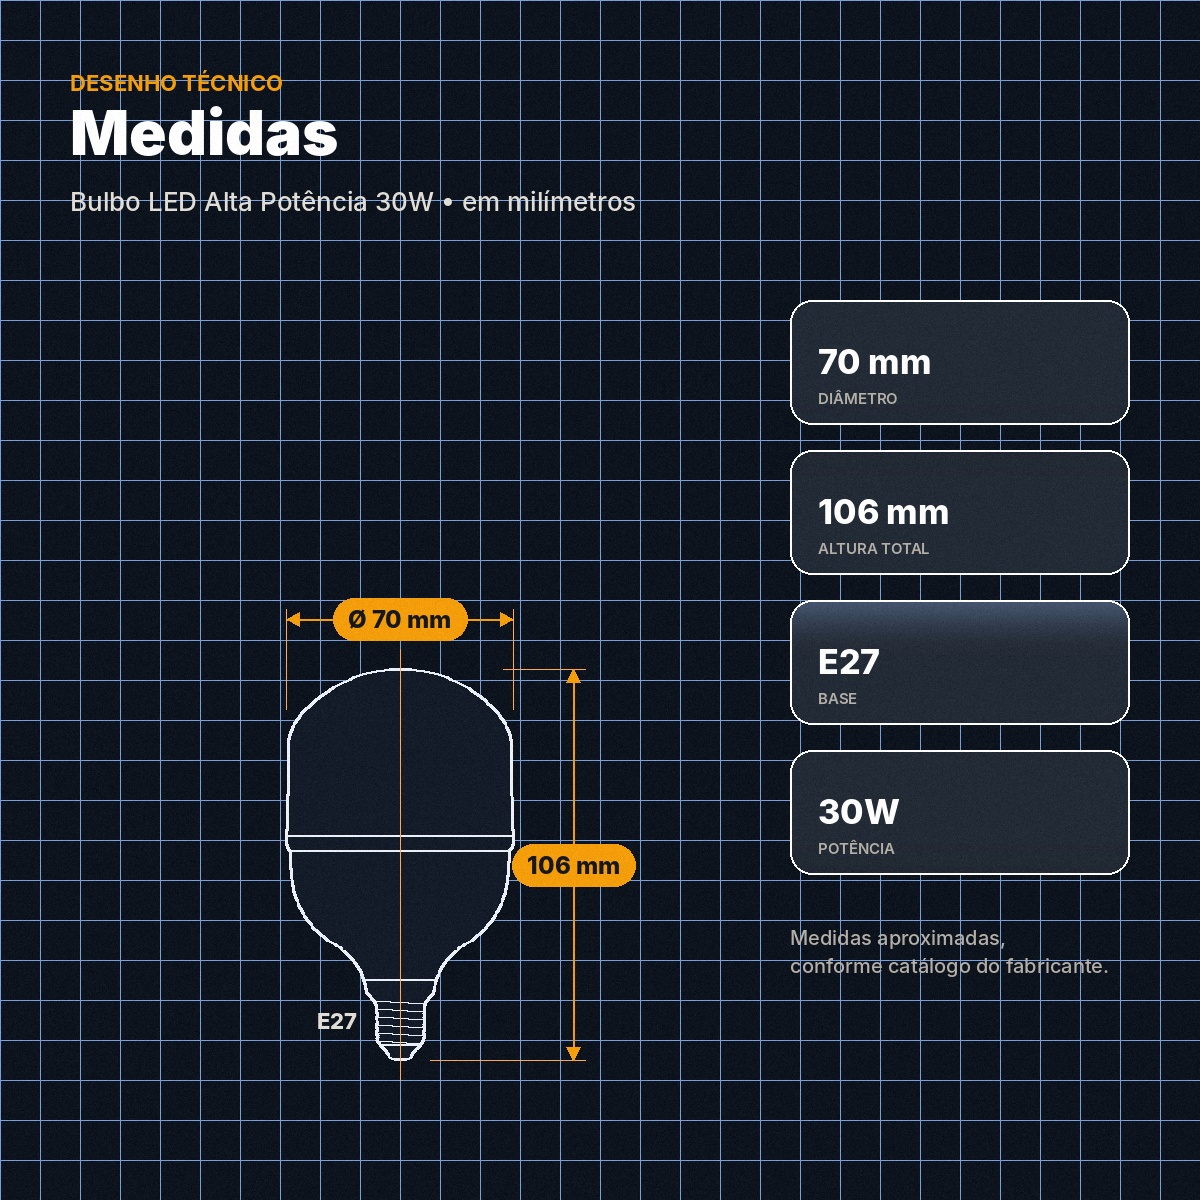 DESENHO TÉCNICO
Medidas
Bulbo LED Alta Potência 30W • em milímetros
70 mm
DIÂMETRO
106 mm
ALTURA TOTAL
E27
BASE
30W
POTÊNCIA
Medidas aproximadas,
conforme catálogo do fabricante.
Ø 70 mm
106 mm
E27